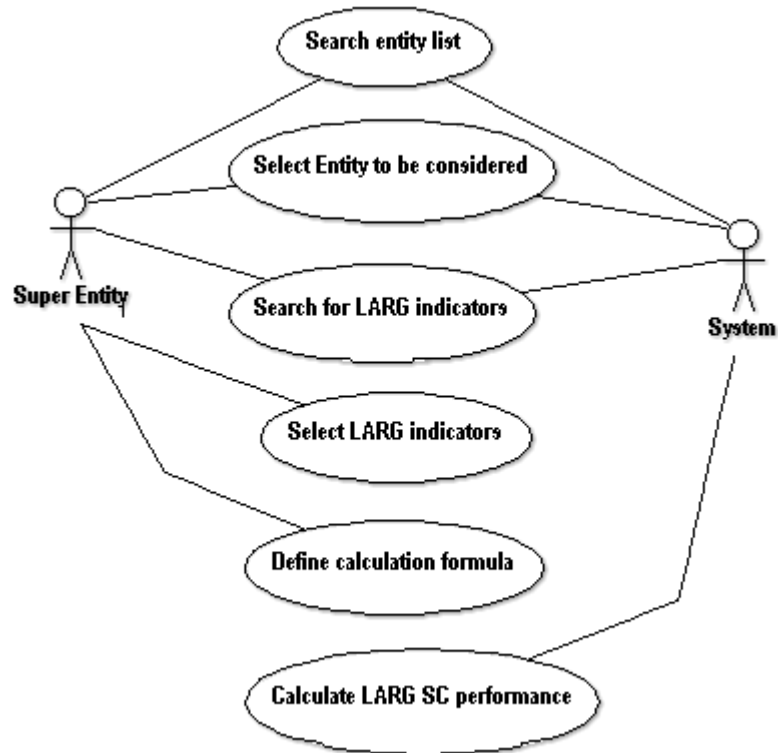 Search entity list
Select Entity to be considered
Super Entity
Search for LARG indicators
System
Select LARG indicators
Define calculation formula
Calculate LARG SC performance